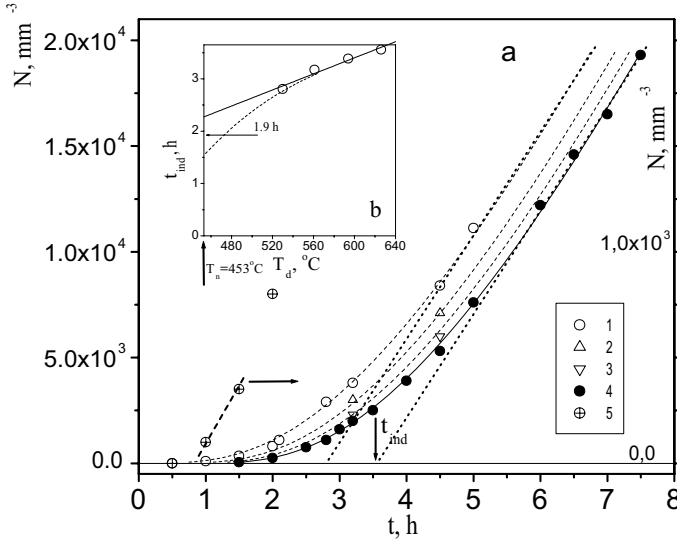 a
N, mm⁻³
2.0x10⁴
1.5x10⁴
1.0x10⁴
5.0x10³
0.0
0 1 2 3 4 5 6 7 8
t, h
N, mm⁻³
1,0x10³
0,0
t_ind
1
2
3
4
5
b
t_ind, h
3
2
1
0
480 520 560 600 640
T_d, °C
1.9 h
T_n=453°C